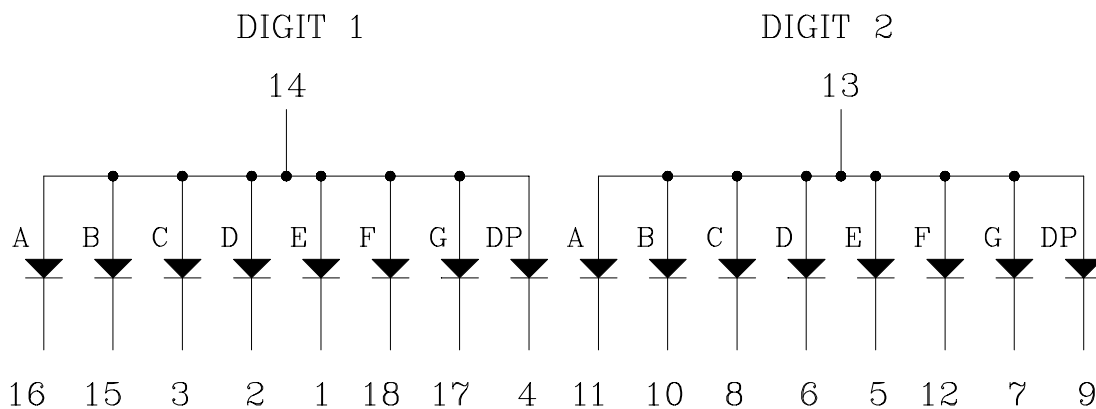 DIGIT 1 DIGIT 2
14 13
A B C D E F G DP A B C D E F G DP
16 15 3 2 1 18 17 4 11 10 8 6 5 12 7 9